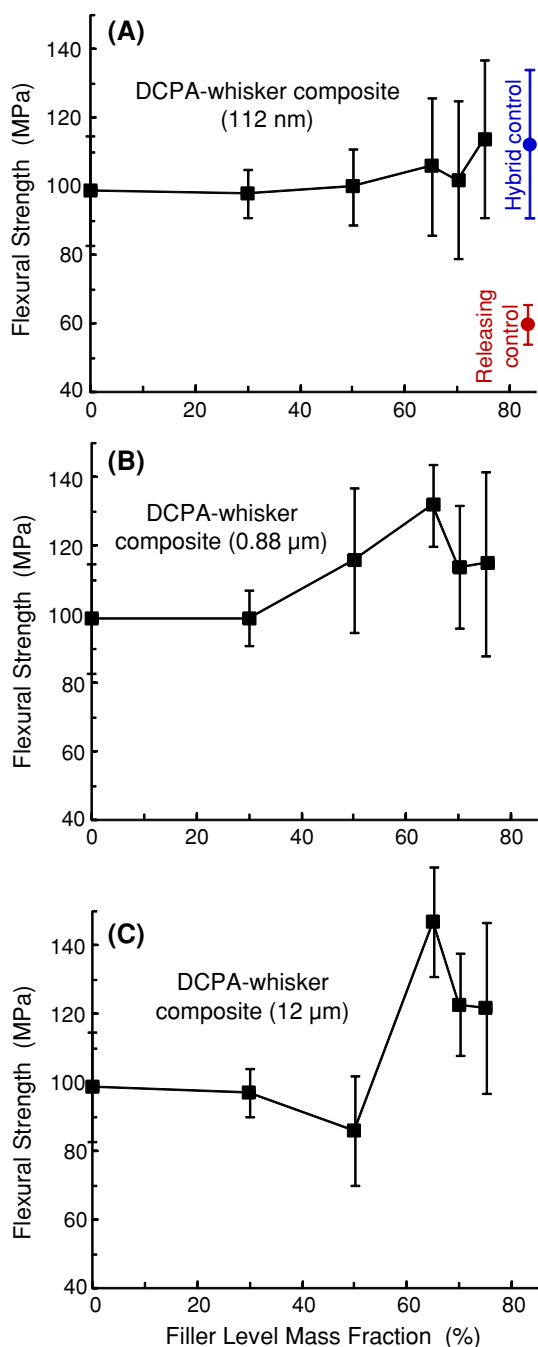 (A)
140
120
100
80
60
40
Flexural Strength (MPa)
DCPA-whisker composite
(112 nm)
Hybrid control
Releasing
control
0
20
40
60
80
(B)
140
120
100
80
60
40
Flexural Strength (MPa)
DCPA-whisker
composite (0.88 µm)
0
20
40
60
80
(C)
140
120
100
80
60
40
Flexural Strength (MPa)
DCPA-whisker
composite (12 µm)
0
20
40
60
80
Filler Level Mass Fraction (%)